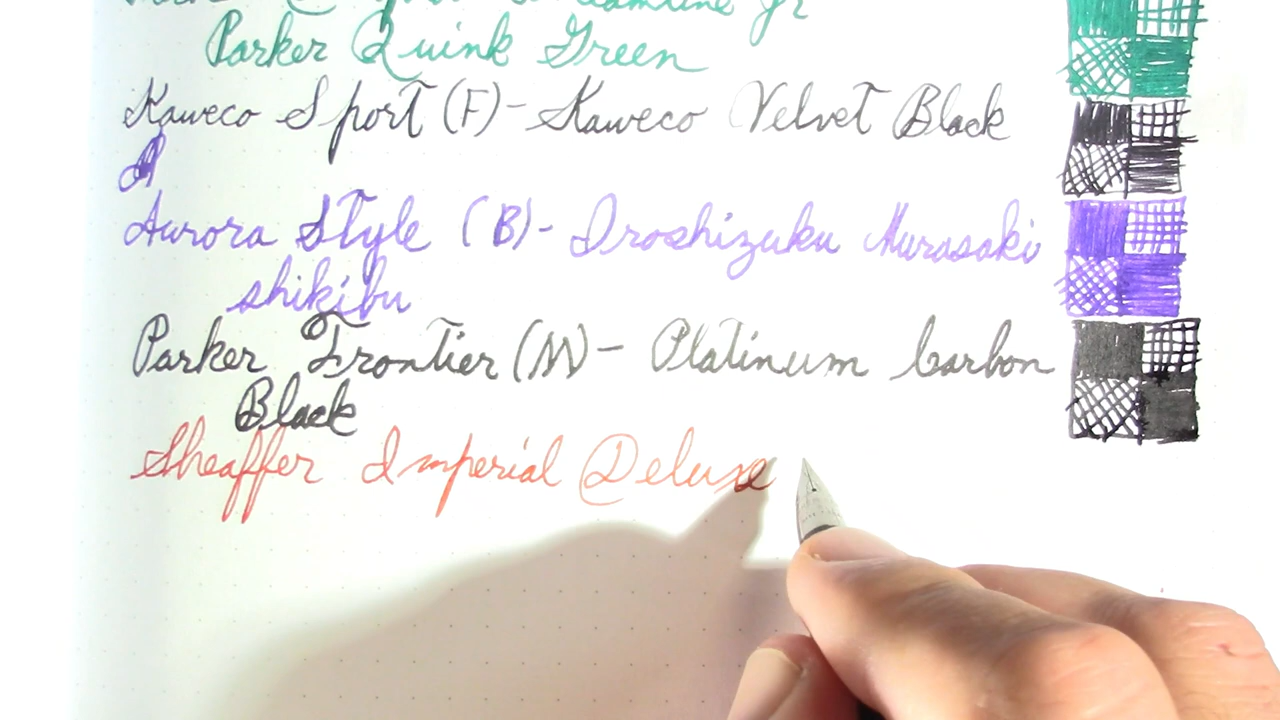 Jr
Parker Quink Green
Kaweco Sport (F) - Kaweco Velvet Black
Aurora Style (B) - Iroshizuku Murasaki
shikibu
Parker Frontier (M) - Platinum Carbon
Black
Sheaffer Imperial Deluxe